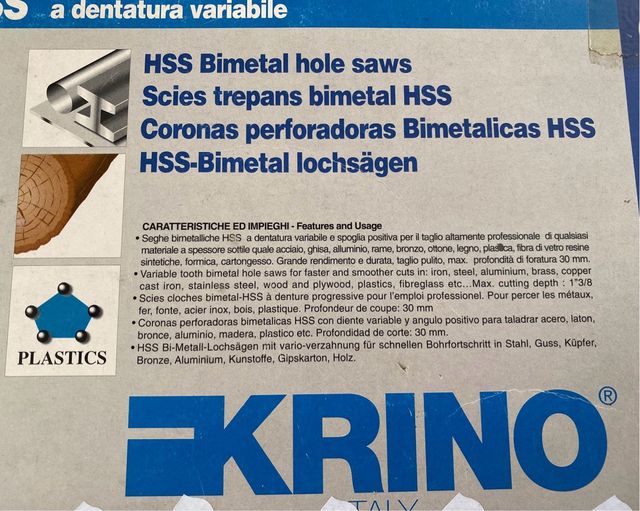 SS a dentatura variabile
HSS Bimetal hole saws
Scies trepans bimetal HSS
Coronas perforadoras Bimetalicas HSS
HSS-Bimetal lochsägen
CARATTERISTICHE ED IMPIEGHI - Features and Usage
• Seghe bimetalliche HSS a dentatura variabile e spoglia positiva per il taglio altamente professionale di qualsiasi
materiale a spessore sottile quale acciaio, ghisa, alluminio, rame, bronzo, ottone, legno, plastica, fibra di vetro resine
sintetiche, formica, cartongesso. Grande rendimento e durata, taglio pulito, max. profondità di foratura 30 mm.
• Variable tooth bimetal hole saws for faster and smoother cuts in: iron, steel, aluminium, brass, copper
cast iron, stainless steel, wood and plywood, plastics, fibreglass etc...Max. cutting depth : 1"3/8
• Scies cloches bimetal-HSS à denture progressive pour l'emploi professionel. Pour percer les métaux,
fer, fonte, acier inox, bois, plastique. Profondeur de coupe: 30 mm
• Coronas perforadoras bimetalicas HSS con diente variable y angulo positivo para taladrar acero, laton,
bronce, aluminio, madera, plastico etc. Profondidad de corte: 30 mm.
• HSS Bi-Metall-Lochsägen mit vario-verzahnung für schnellen Bohrfortschritt in Stahl, Guss, Küpfer,
Bronze, Aluminium, Kunstoffe, Gipskarton, Holz.
PLASTICS
KRINO®
ITALY